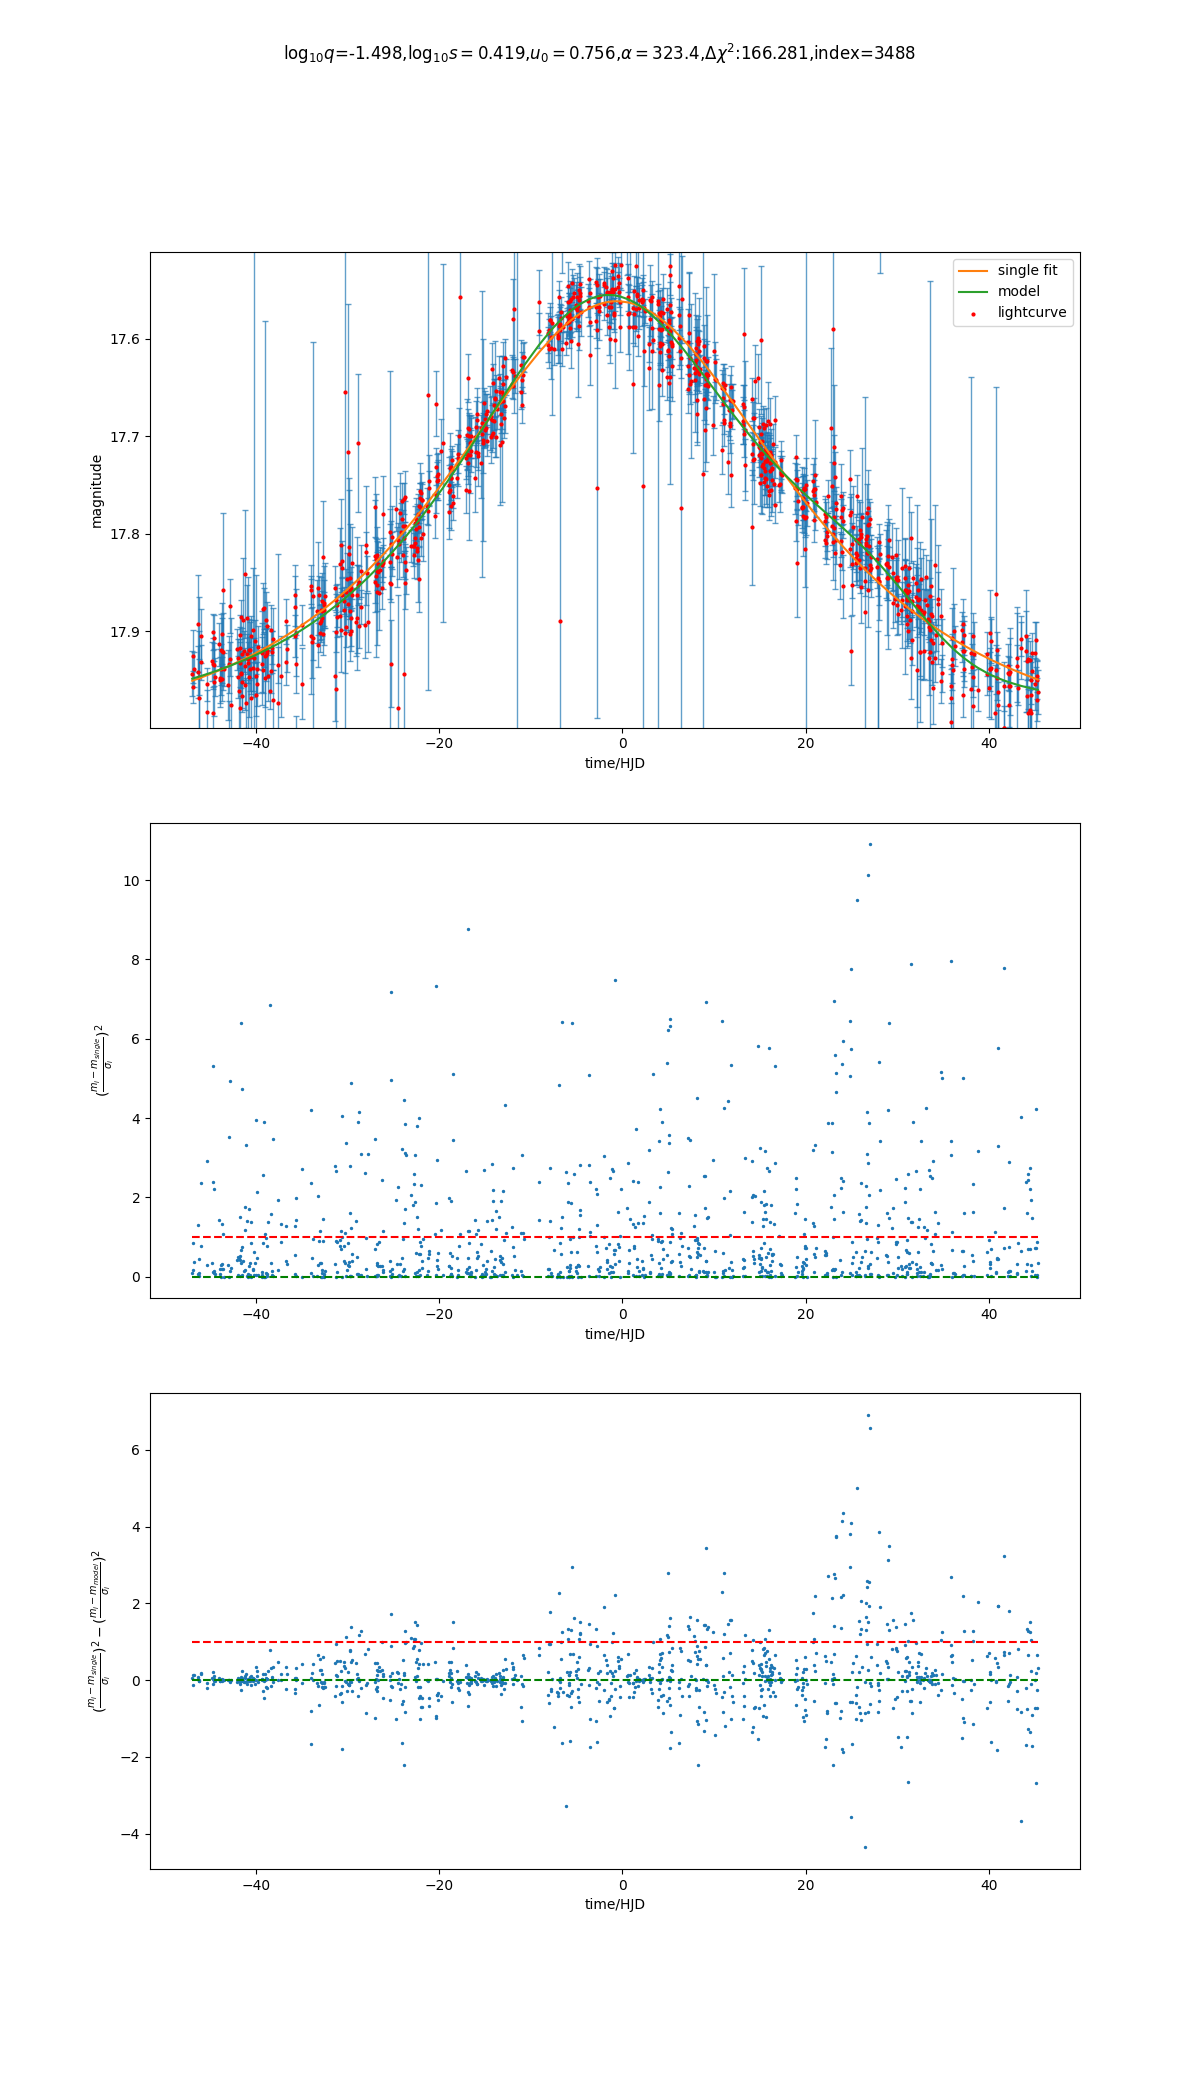 log₁₀q=-1.498,log₁₀s = 0.419,u₀ = 0.756,α = 323.4,Δχ²:166.281,index=3488
single fit
model
lightcurve
17.6
17.7
17.8
17.9
magnitude
−40 −20 0 20 40
time/HJD
10
8
6
4
2
0
((mᵢ − m_single)/σᵢ)²
−40 −20 0 20 40
time/HJD
6
4
2
0
−2
−4
((mᵢ − m_single)/σᵢ)² − ((mᵢ − m_model)/σᵢ)²
−40 −20 0 20 40
time/HJD